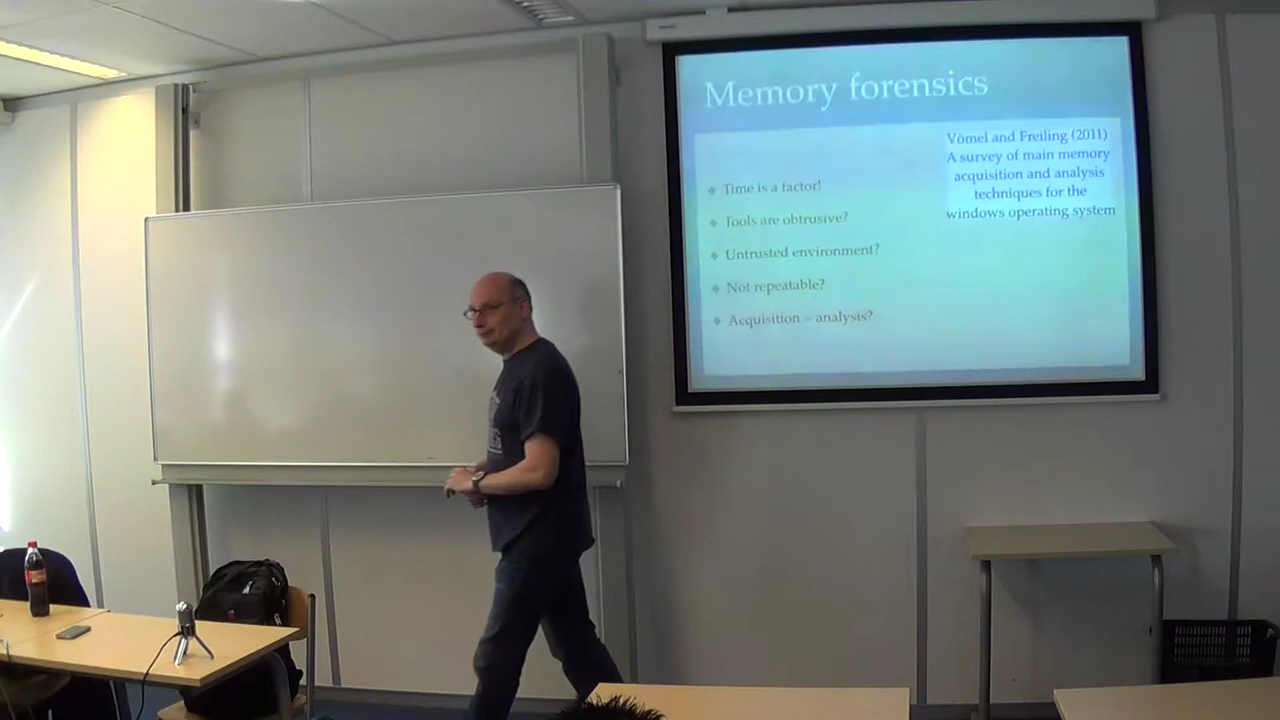 Memory forensics
Vömel and Freiling (2011)
A survey of main memory
acquisition and analysis
techniques for the
windows operating system
Time is a factor!
Tools are obtrusive?
Untrusted environment?
Not repeatable?
Acquisition – analysis?